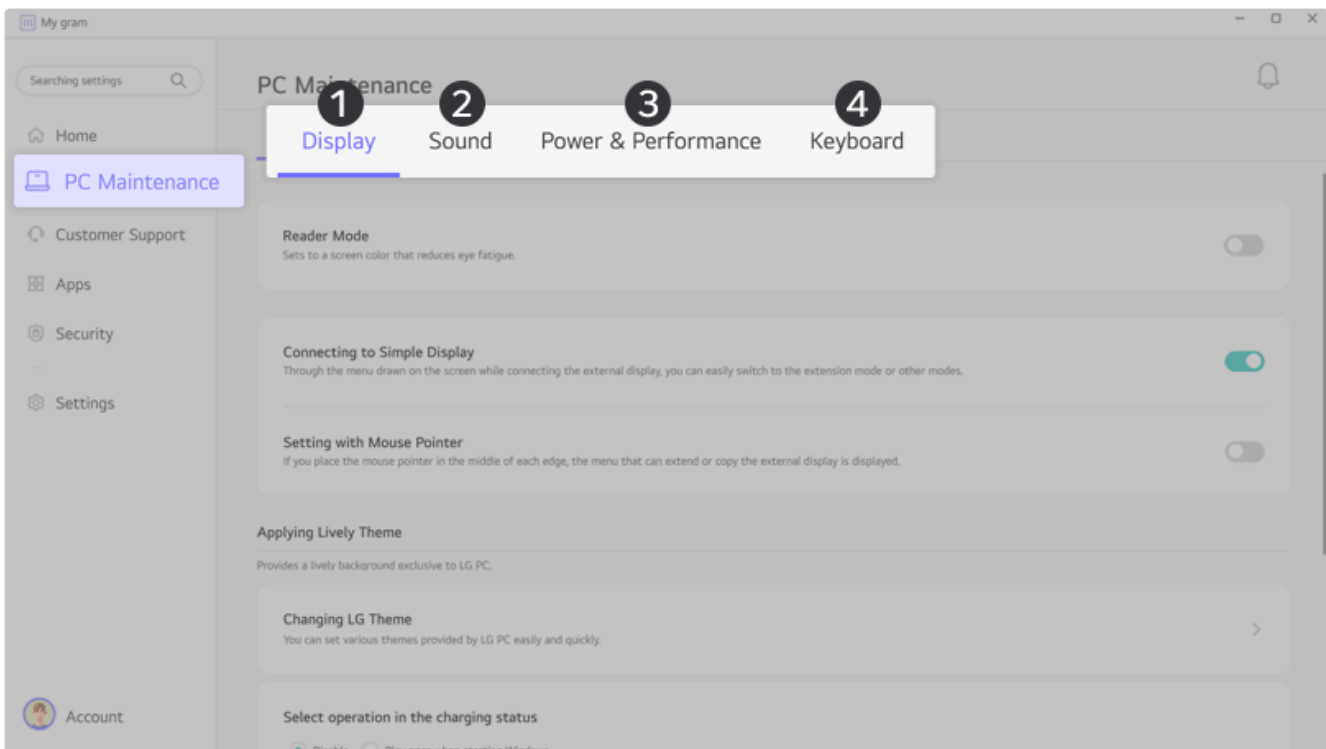 My gram
Searching settings
Home
PC Maintenance
Customer Support
Apps
Security
Settings
Account
PC Maintenance
1 2 3 4
Display Sound Power & Performance Keyboard
Reader Mode
Sets to a screen color that reduces eye fatigue.
Connecting to Simple Display
Through the menu drawn on the screen while connecting the external display, you can easily switch to the extension mode or other modes.
Setting with Mouse Pointer
If you place the mouse pointer in the middle of each edge, the menu that can extend or copy the external display is displayed.
Applying Lively Theme
Provides a lively background exclusive to LG PC.
Changing LG Theme
You can set various themes provided by LG PC easily and quickly.
Select operation in the charging status
Disable Play once when starting Windows